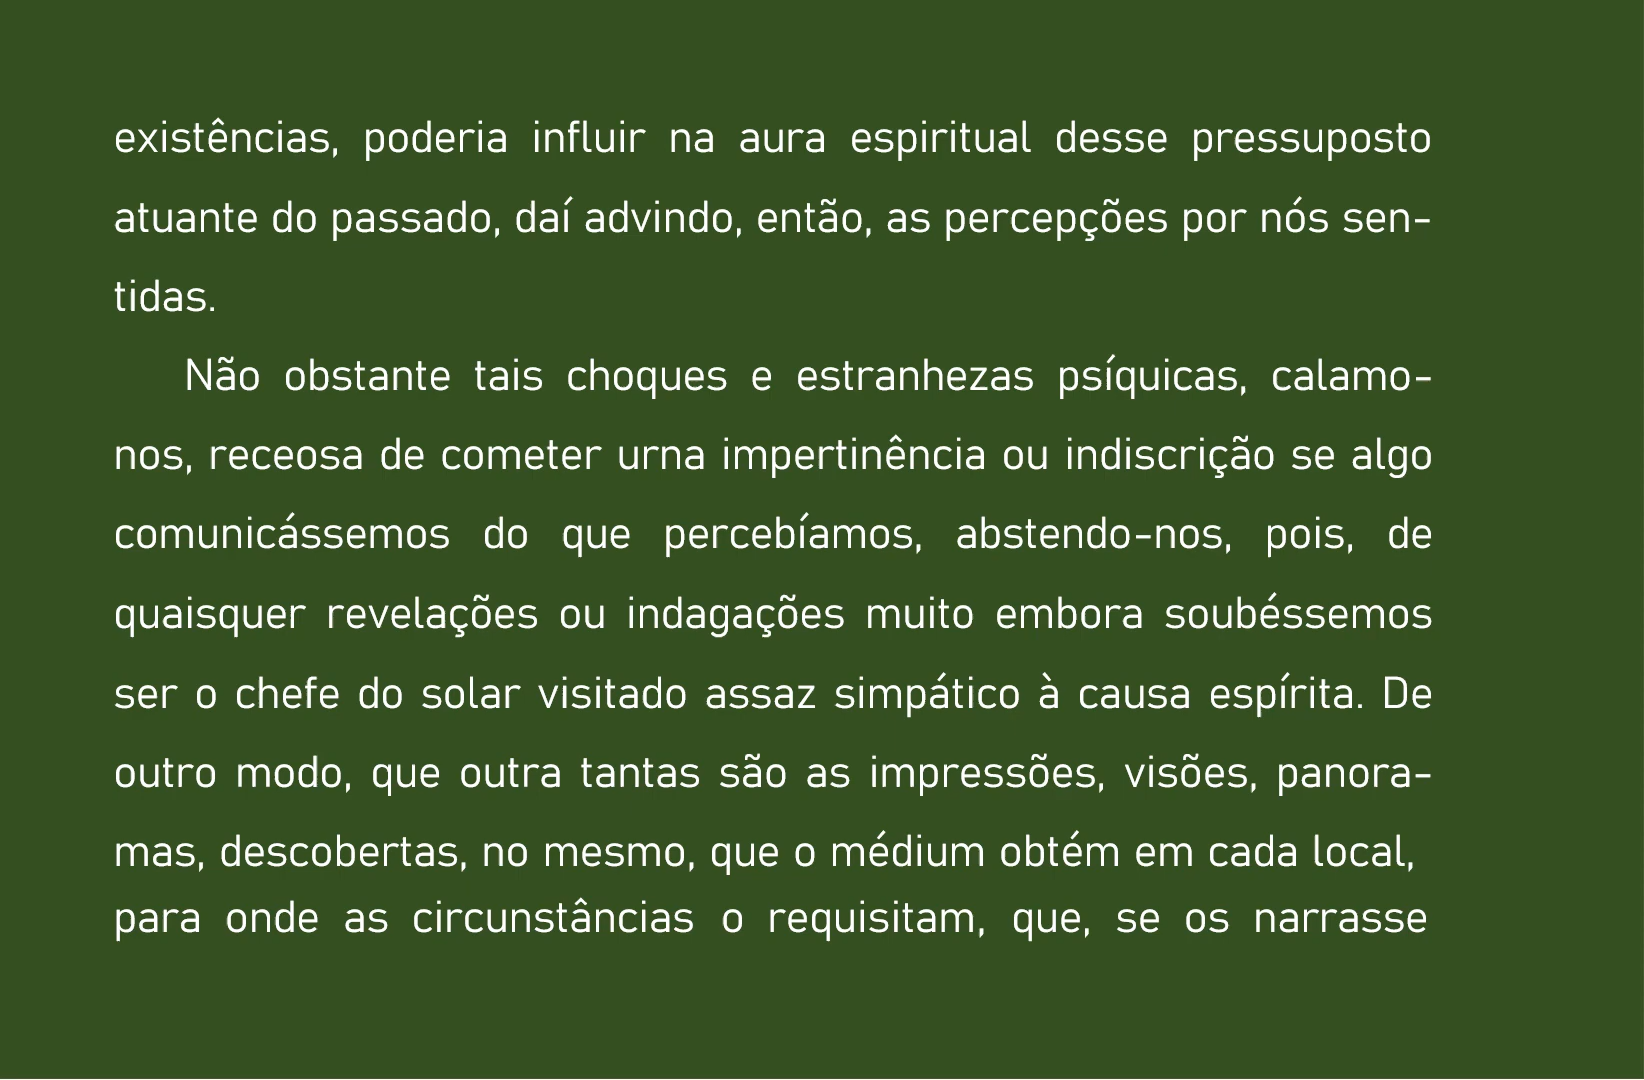 existências, poderia influir na aura espiritual desse pressuposto
atuante do passado, daí advindo, então, as percepções por nós sen-
tidas.
Não obstante tais choques e estranhezas psíquicas, calamo-
nos, receosa de cometer urna impertinência ou indiscrição se algo
comunicássemos do que percebíamos, abstendo-nos, pois, de
quaisquer revelações ou indagações muito embora soubéssemos
ser o chefe do solar visitado assaz simpático à causa espírita. De
outro modo, que outra tantas são as impressões, visões, panora-
mas, descobertas, no mesmo, que o médium obtém em cada local,
para onde as circunstâncias o requisitam, que, se os narrasse